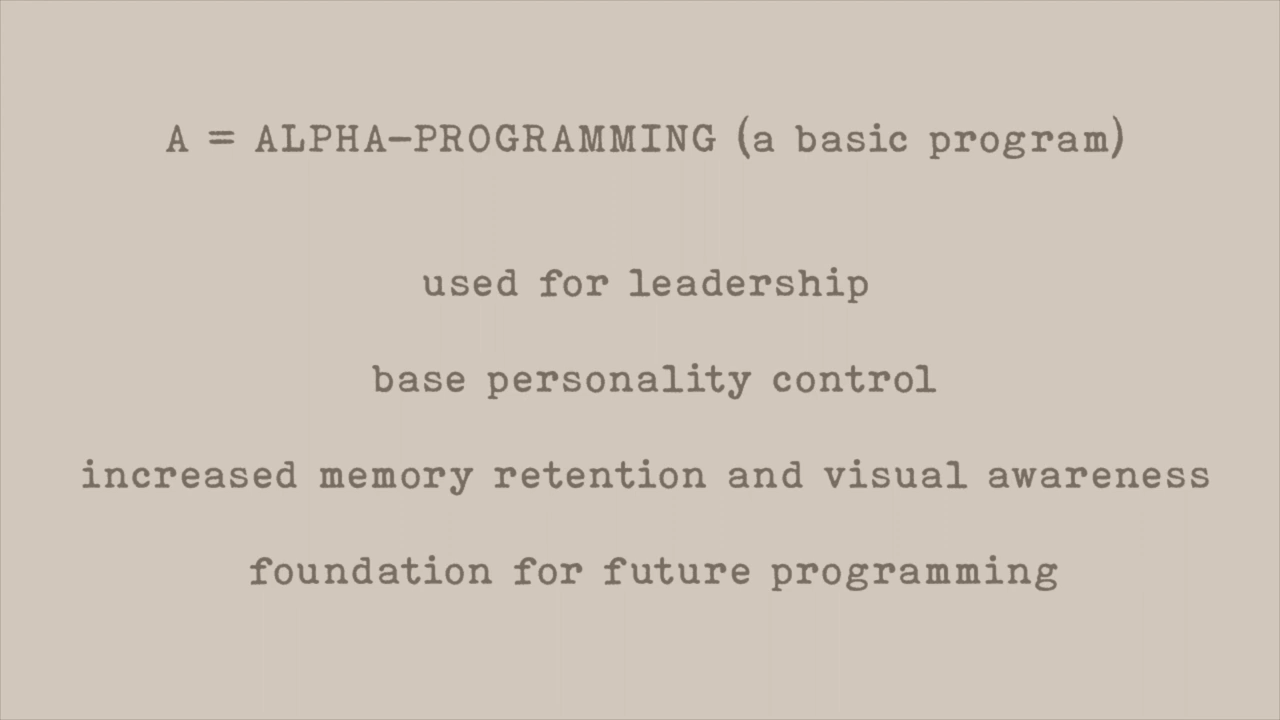 A = ALPHA-PROGRAMMING (a basic program)
used for leadership
base personality control
increased memory retention and visual awareness
foundation for future programming